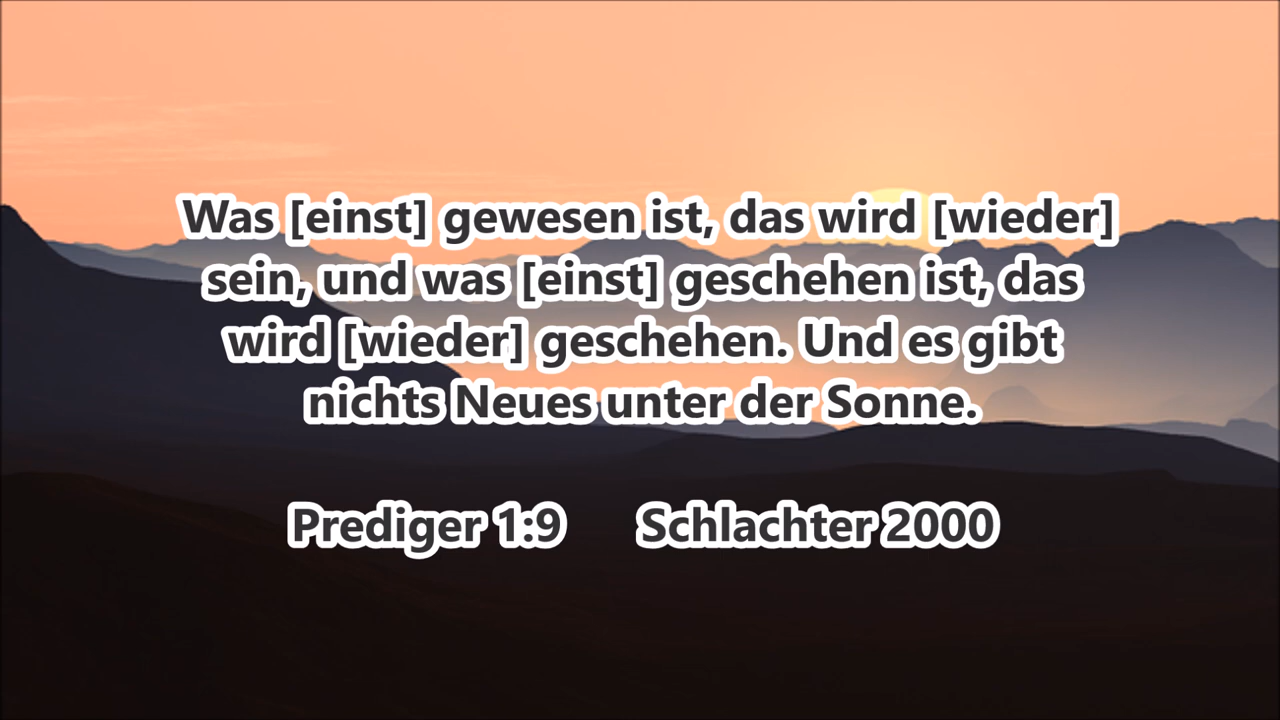 Was [einst] gewesen ist, das wird [wieder]
sein, und was [einst] geschehen ist, das
wird [wieder] geschehen. Und es gibt
nichts Neues unter der Sonne.
Prediger 1:9 Schlachter 2000